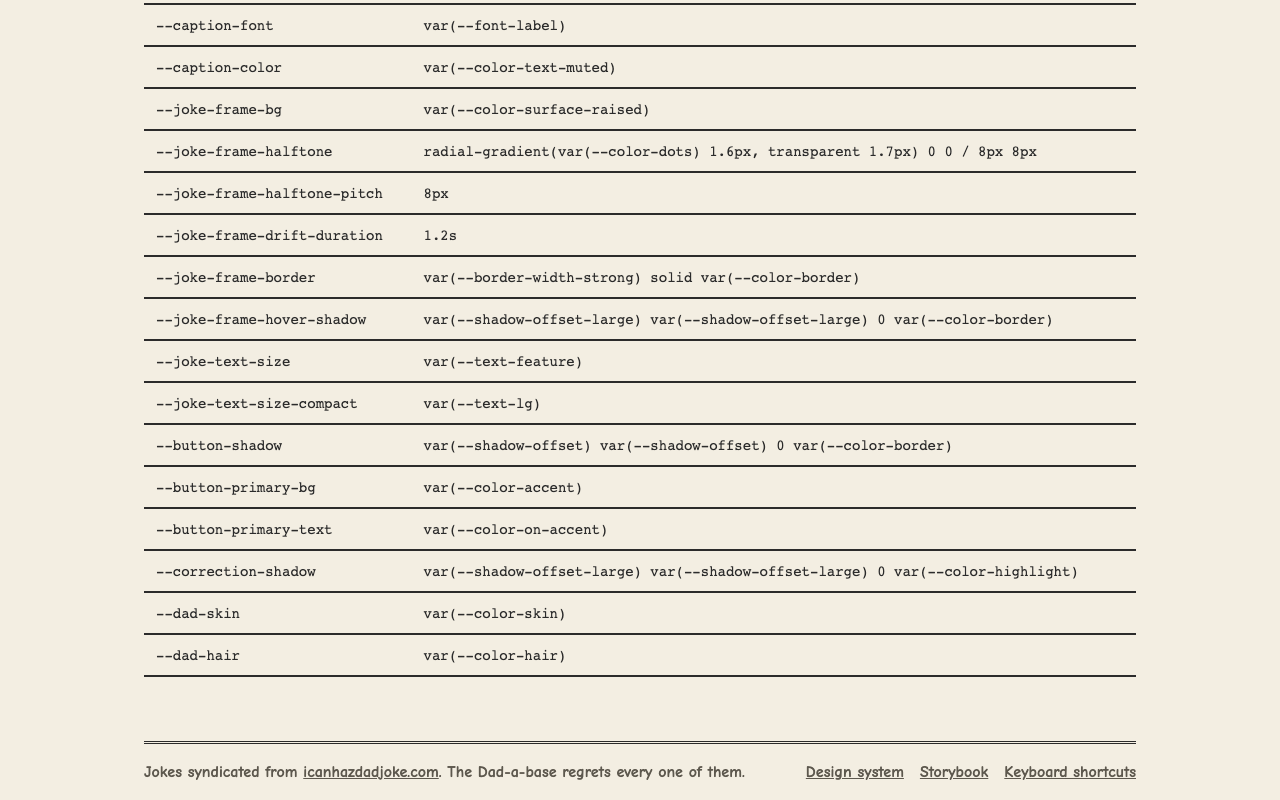 --caption-font var(--font-label)
--caption-color var(--color-text-muted)
--joke-frame-bg var(--color-surface-raised)
--joke-frame-halftone radial-gradient(var(--color-dots) 1.6px, transparent 1.7px) 0 0 / 8px 8px
--joke-frame-halftone-pitch 8px
--joke-frame-drift-duration 1.2s
--joke-frame-border var(--border-width-strong) solid var(--color-border)
--joke-frame-hover-shadow var(--shadow-offset-large) var(--shadow-offset-large) 0 var(--color-border)
--joke-text-size var(--text-feature)
--joke-text-size-compact var(--text-lg)
--button-shadow var(--shadow-offset) var(--shadow-offset) 0 var(--color-border)
--button-primary-bg var(--color-accent)
--button-primary-text var(--color-on-accent)
--correction-shadow var(--shadow-offset-large) var(--shadow-offset-large) 0 var(--color-highlight)
--dad-skin var(--color-skin)
--dad-hair var(--color-hair)
Jokes syndicated from icanhazdadjoke.com. The Dad-a-base regrets every one of them. Design system Storybook Keyboard shortcuts